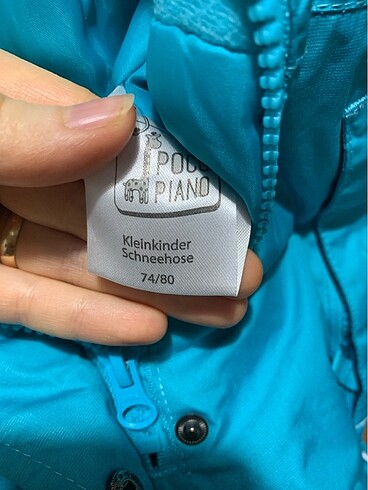 POCO
PIANO
Kleinkinder
Schneehose
74/80